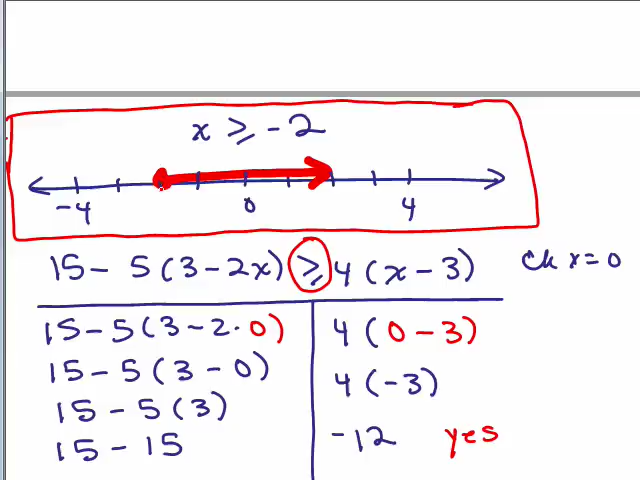 x ≥ -2
-4 0 4
15 - 5(3 - 2x) ≥ 4(x - 3) ck x = 0
15 - 5(3 - 2·0) 4(0 - 3)
15 - 5(3 - 0) 4(-3)
15 - 5(3)
15 - 15 -12 yes